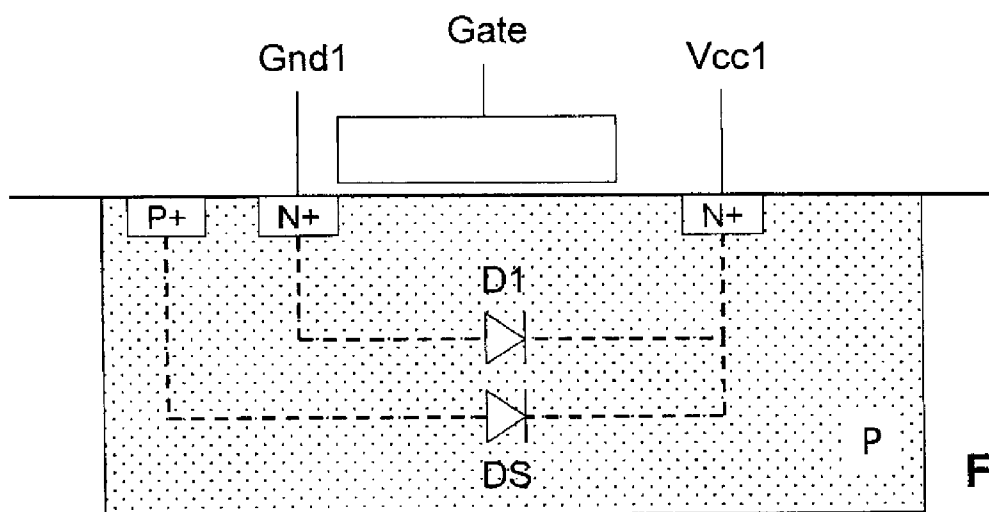 Gate
Gnd1
Vcc1
P+
N+
N+
D1
DS
P
F